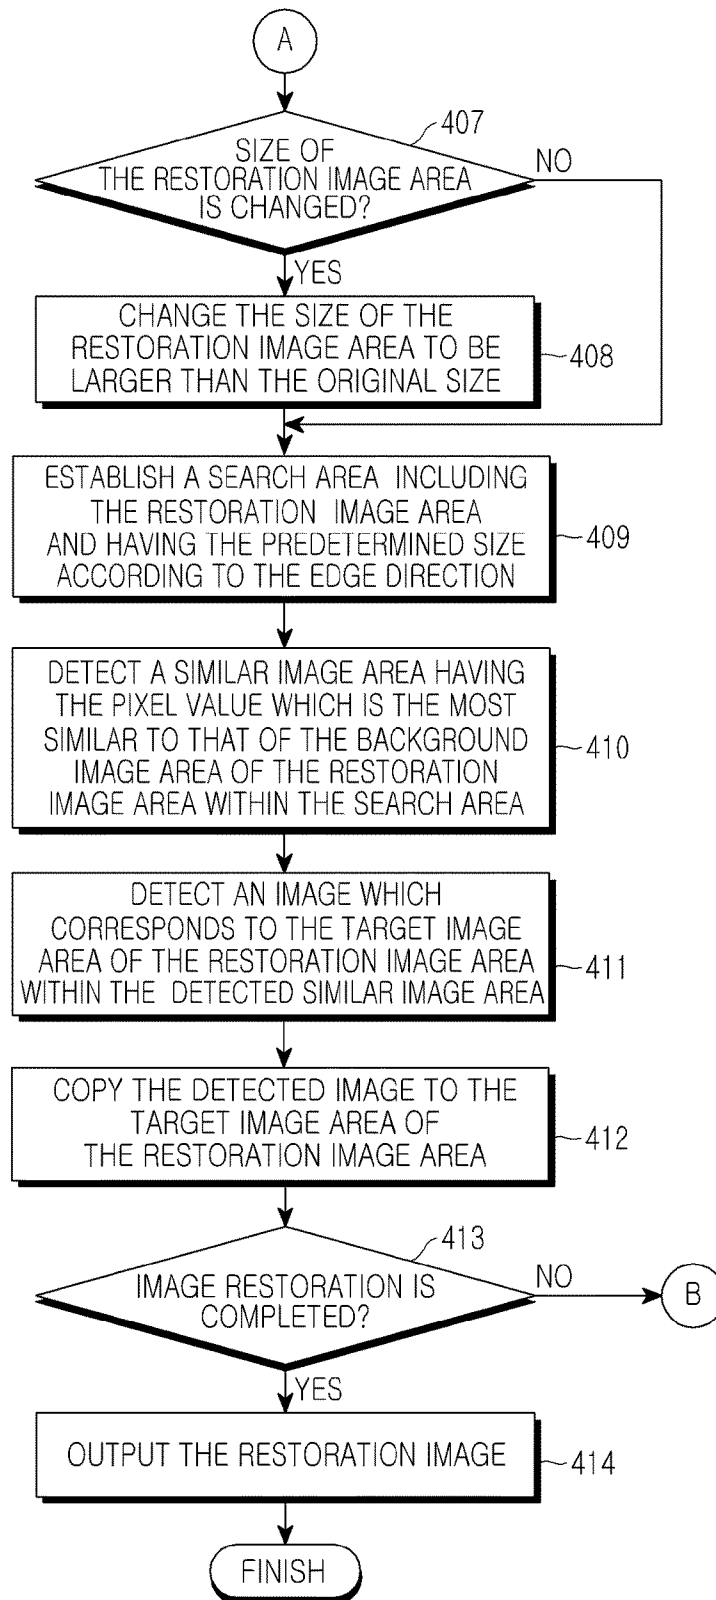 A
407
SIZE OF
THE RESTORATION IMAGE AREA
IS CHANGED?
NO
YES
CHANGE THE SIZE OF THE
RESTORATION IMAGE AREA TO BE
LARGER THAN THE ORIGINAL SIZE
408
ESTABLISH A SEARCH AREA INCLUDING
THE RESTORATION IMAGE AREA
AND HAVING THE PREDETERMINED SIZE
ACCORDING TO THE EDGE DIRECTION
409
DETECT A SIMILAR IMAGE AREA HAVING
THE PIXEL VALUE WHICH IS THE MOST
SIMILAR TO THAT OF THE BACKGROUND
IMAGE AREA OF THE RESTORATION
IMAGE AREA WITHIN THE SEARCH AREA
410
DETECT AN IMAGE WHICH
CORRESPONDS TO THE TARGET IMAGE
AREA OF THE RESTORATION IMAGE AREA
WITHIN THE DETECTED SIMILAR IMAGE AREA
411
COPY THE DETECTED IMAGE TO THE
TARGET IMAGE AREA OF
THE RESTORATION IMAGE AREA
412
413
IMAGE RESTORATION IS
COMPLETED?
NO
B
YES
OUTPUT THE RESTORATION IMAGE
414
FINISH